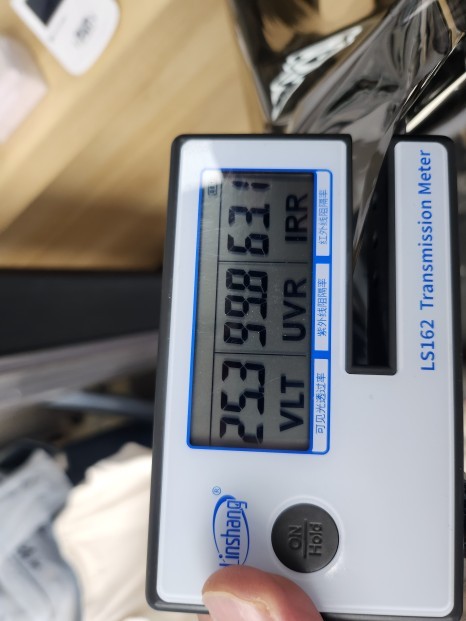 Linshang®
ON
Hold
25.3 99.8 63.1
VLT UVR IRR
可见光透过率 紫外线阻隔率 红外线阻隔率
LS162 Transmission Meter